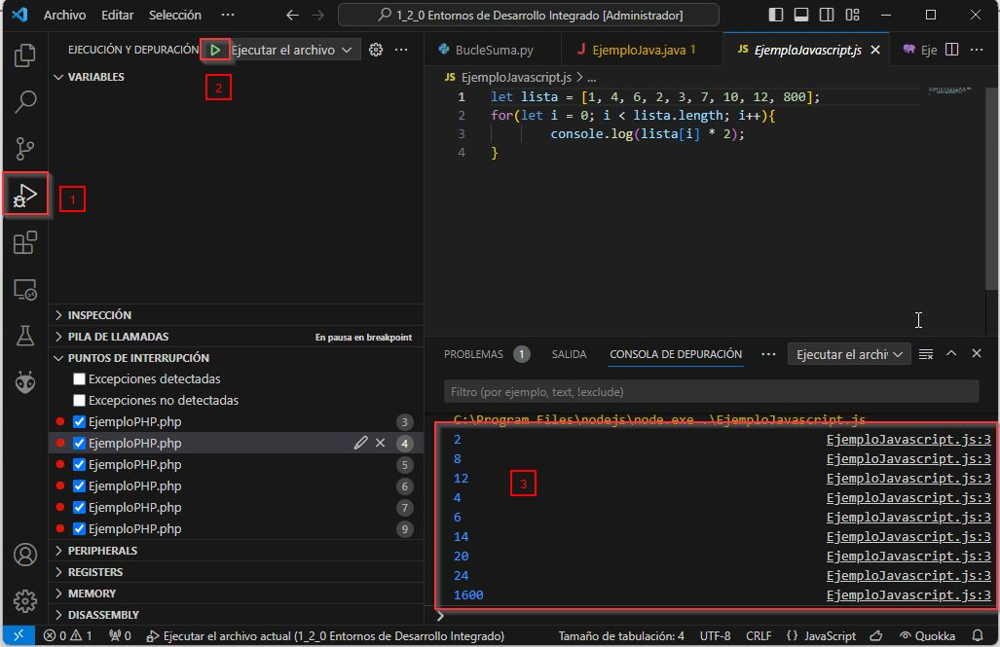 Archivo Editar Selección ··· 1_2_0 Entornos de Desarrollo Integrado [Administrador]
EJECUCIÓN Y DEPURACIÓN Ejecutar el archivo ···
VARIABLES
1
2
INSPECCIÓN
PILA DE LLAMADAS En pausa en breakpoint
PUNTOS DE INTERRUPCIÓN
Excepciones detectadas
Excepciones no detectadas
EjemploPHP.php 3
EjemploPHP.php 4
EjemploPHP.php 5
EjemploPHP.php 6
EjemploPHP.php 7
EjemploPHP.php 9
PERIPHERALS
REGISTERS
MEMORY
DISASSEMBLY
BucleSuma.py J EjemploJava.java 1 JS EjemploJavascript.js Eje ···
JS EjemploJavascript.js > ...
1 let lista = [1, 4, 6, 2, 3, 7, 10, 12, 800];
2 for(let i = 0; i < lista.length; i++){
3 console.log(lista[i] * 2);
4 }
PROBLEMAS 1 SALIDA CONSOLA DE DEPURACIÓN ··· Ejecutar el archi
Filtro (por ejemplo, text, !exclude)
C:\Program Files\nodejs\node.exe .\EjemploJavascript.js
2 EjemploJavascript.js:3
8 EjemploJavascript.js:3
12 EjemploJavascript.js:3
3
4 EjemploJavascript.js:3
6 EjemploJavascript.js:3
14 EjemploJavascript.js:3
20 EjemploJavascript.js:3
24 EjemploJavascript.js:3
1600 EjemploJavascript.js:3
>
0 1 0 Ejecutar el archivo actual (1_2_0 Entornos de Desarrollo Integrado) Tamaño de tabulación: 4 UTF-8 CRLF {} JavaScript Quokka